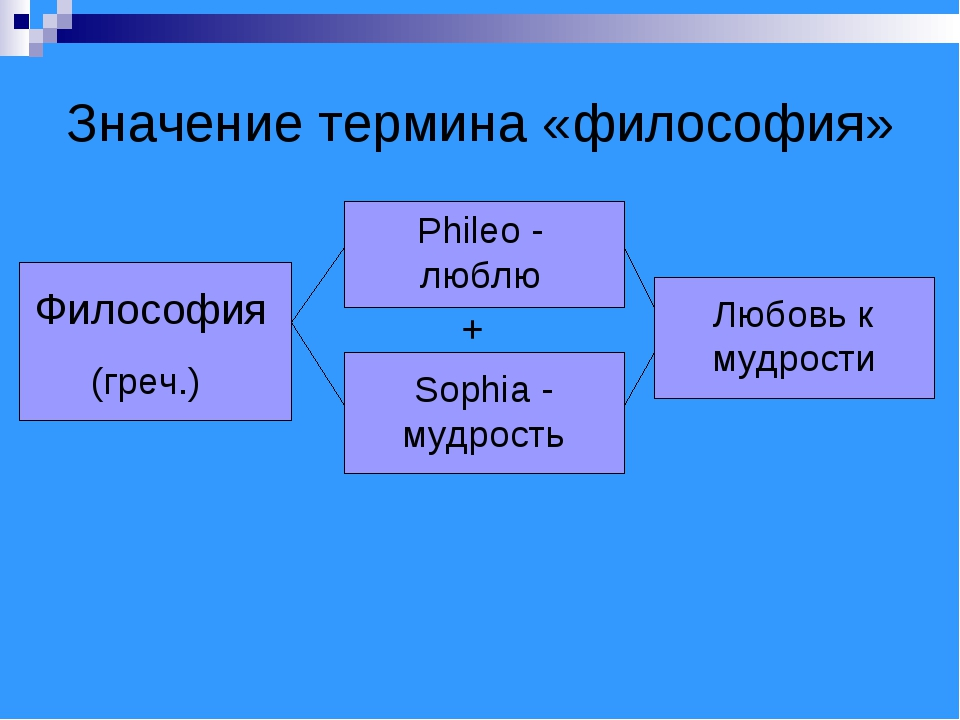 Значение термина «философия»
Философия
(греч.)
Phileo -
люблю
+
Sophia -
мудрость
Любовь к
мудрости